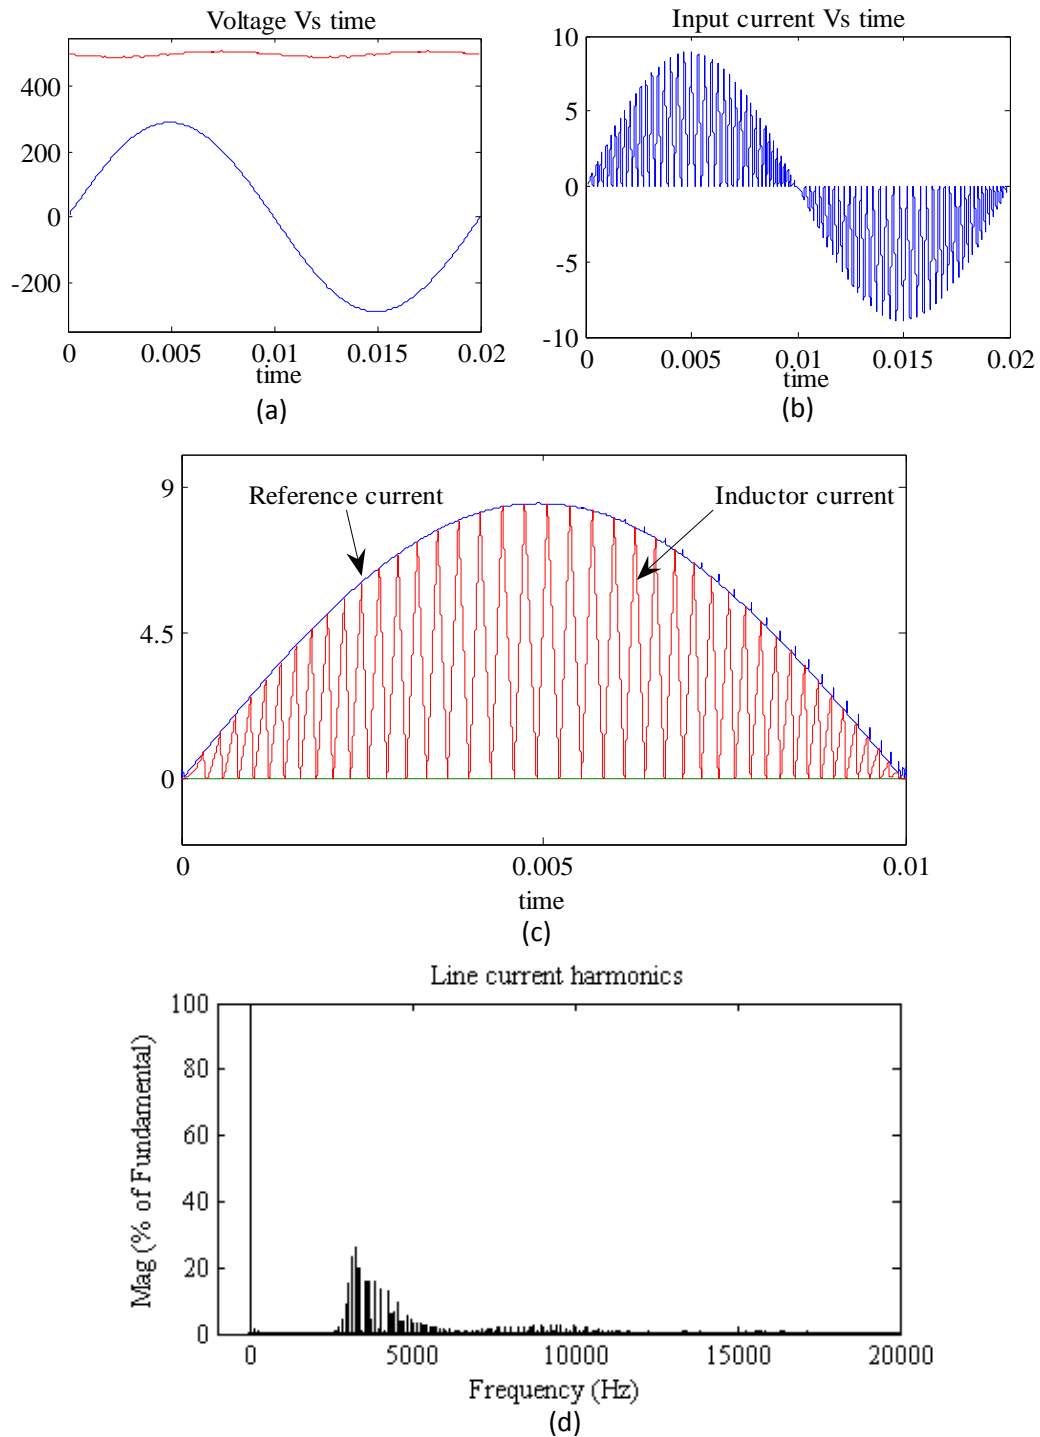 Voltage Vs time
400
200
0
-200
0 0.005 0.01 0.015 0.02
time
(a)
Input current Vs time
10
5
0
-5
-10
0 0.005 0.01 0.015 0.02
time
(b)
9
4.5
0
Reference current
Inductor current
0 0.005 0.01
time
(c)
Line current harmonics
Mag (% of Fundamental)
100
80
60
40
20
0
0 5000 10000 15000 20000
Frequency (Hz)
(d)